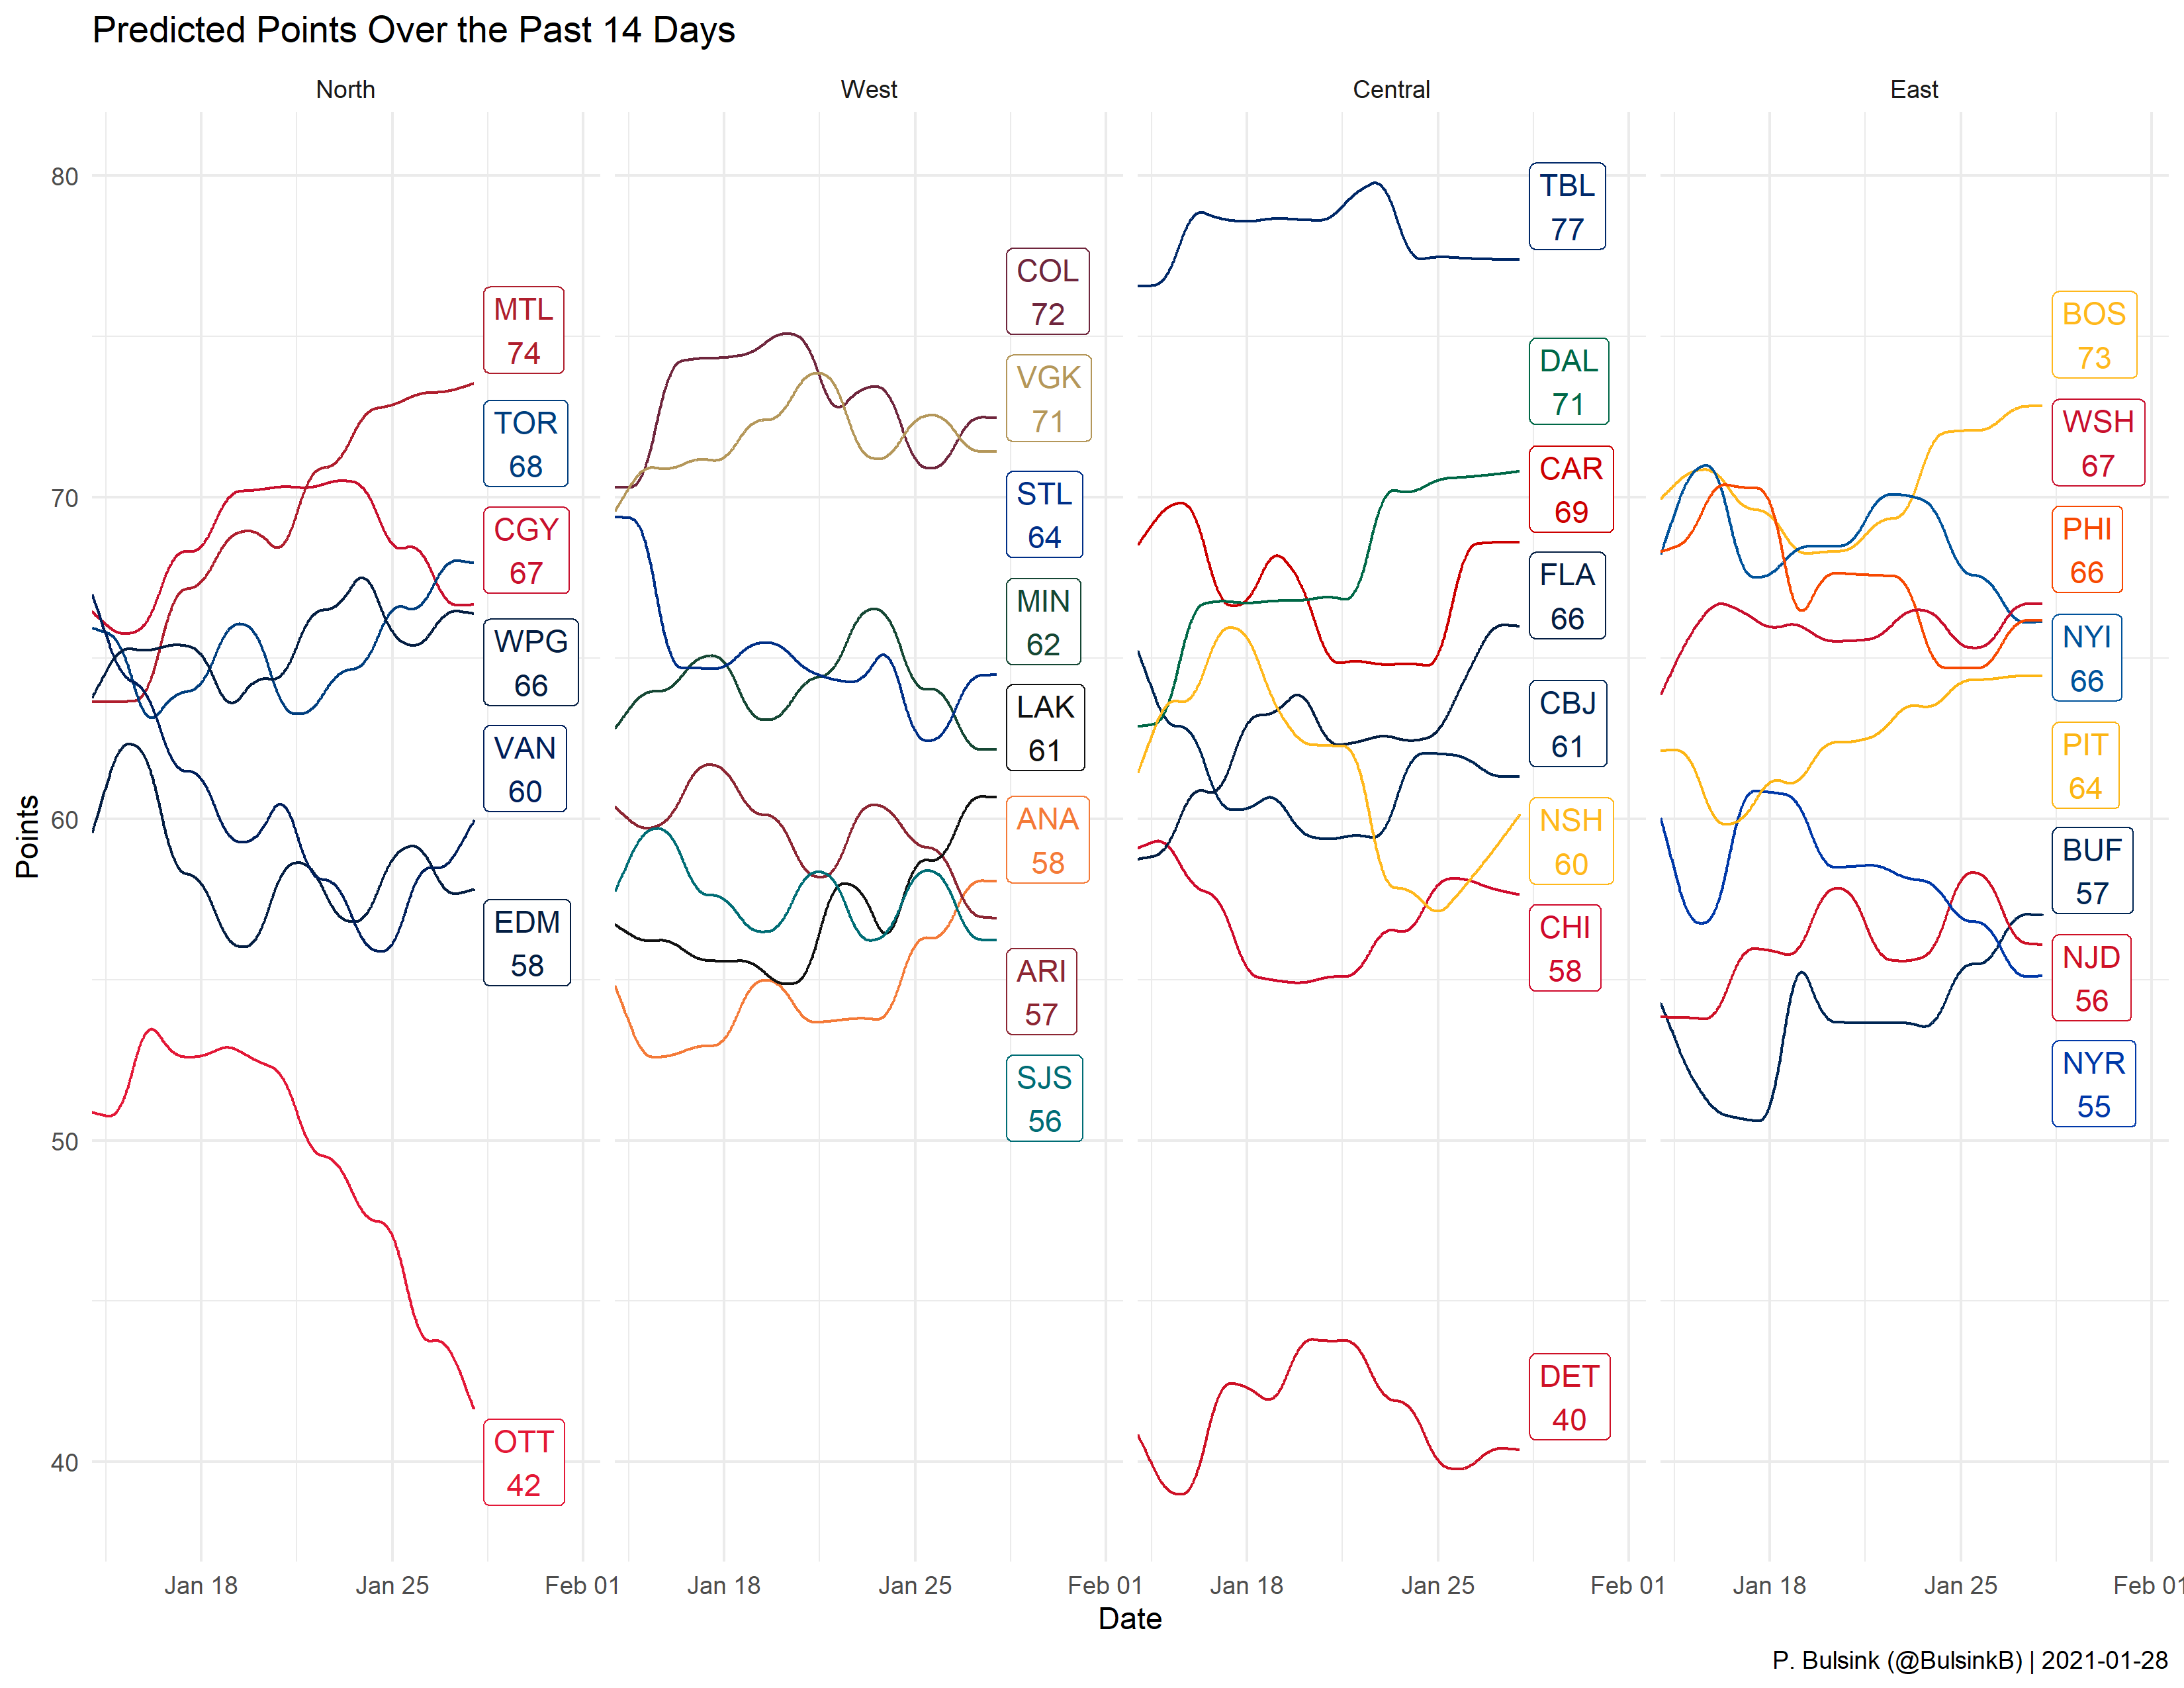 Predicted Points Over the Past 14 Days
North
West
Central
East
Points
80
70
60
50
40
MTL
74
TOR
68
CGY
67
WPG
66
VAN
60
EDM
58
OTT
42
COL
72
VGK
71
STL
64
MIN
62
LAK
61
ANA
58
ARI
57
SJS
56
TBL
77
DAL
71
CAR
69
FLA
66
CBJ
61
NSH
60
CHI
58
DET
40
BOS
73
WSH
67
PHI
66
NYI
66
PIT
64
BUF
57
NJD
56
NYR
55
Jan 18
Jan 25
Feb 01
Jan 18
Jan 25
Feb 01
Jan 18
Jan 25
Feb 01
Jan 18
Jan 25
Feb 01
Date
P. Bulsink (@BulsinkB) | 2021-01-28